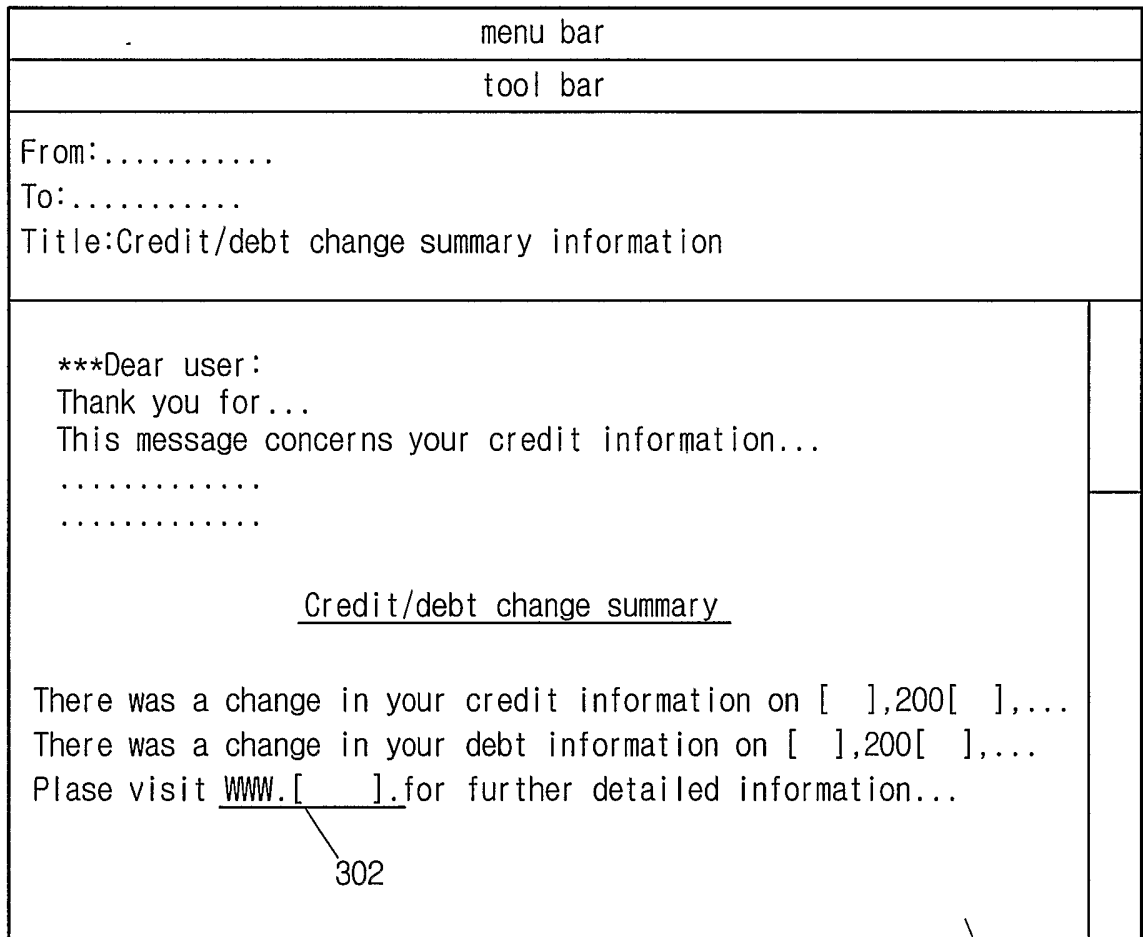 menu bar
tool bar
From:...........
To:...........
Title:Credit/debt change summary information
***Dear user:
Thank you for...
This message concerns your credit information...
.............
.............
Credit/debt change summary
There was a change in your credit information on [  ],200[  ],...
There was a change in your debt information on [  ],200[  ],...
Plase visit WWW.[    ].for further detailed information...
302